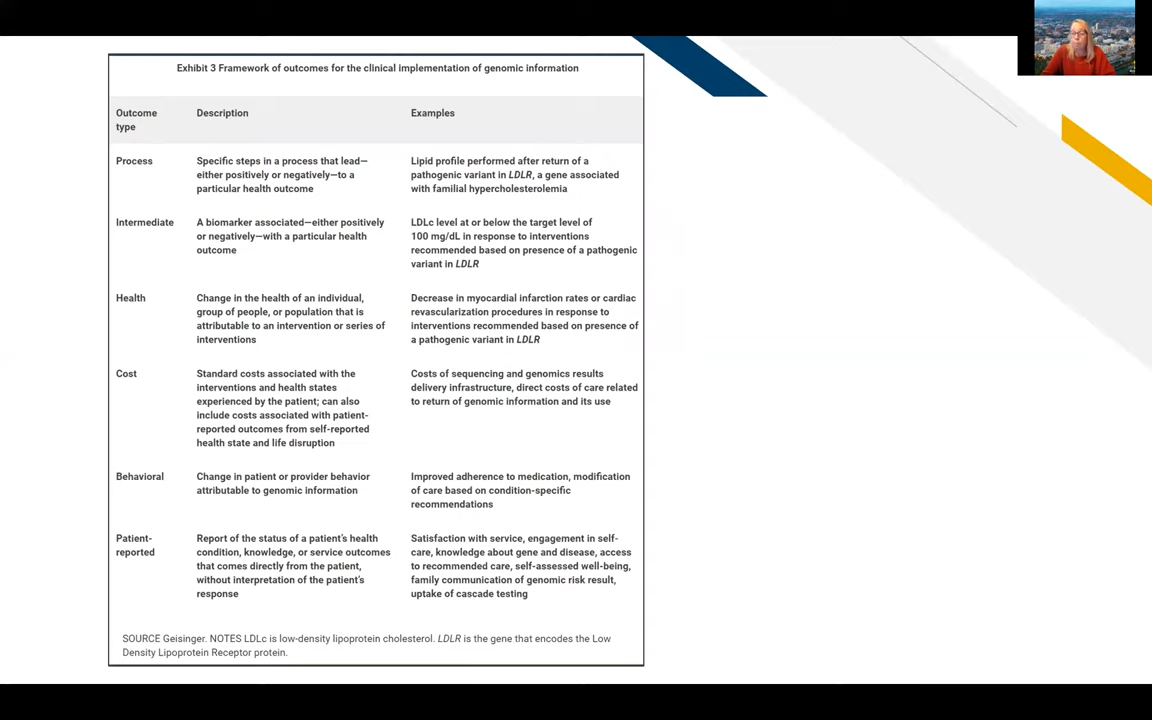 Exhibit 3 Framework of outcomes for the clinical implementation of genomic information
Outcome
type
Description
Examples
Process
Specific steps in a process that lead—
either positively or negatively—to a
particular health outcome
Lipid profile performed after return of a
pathogenic variant in LDLR, a gene associated
with familial hypercholesterolemia
Intermediate
A biomarker associated—either positively
or negatively—with a particular health
outcome
LDLc level at or below the target level of
100 mg/dL in response to interventions
recommended based on presence of a pathogenic
variant in LDLR
Health
Change in the health of an individual,
group of people, or population that is
attributable to an intervention or series of
interventions
Decrease in myocardial infarction rates or cardiac
revascularization procedures in response to
interventions recommended based on presence of
a pathogenic variant in LDLR
Cost
Standard costs associated with the
interventions and health states
experienced by the patient; can also
include costs associated with patient-
reported outcomes from self-reported
health state and life disruption
Costs of sequencing and genomics results
delivery infrastructure, direct costs of care related
to return of genomic information and its use
Behavioral
Change in patient or provider behavior
attributable to genomic information
Improved adherence to medication, modification
of care based on condition-specific
recommendations
Patient-
reported
Report of the status of a patient's health
condition, knowledge, or service outcomes
that comes directly from the patient,
without interpretation of the patient's
response
Satisfaction with service, engagement in self-
care, knowledge about gene and disease, access
to recommended care, self-assessed well-being,
family communication of genomic risk result,
uptake of cascade testing
SOURCE Geisinger. NOTES LDLc is low-density lipoprotein cholesterol. LDLR is the gene that encodes the Low
Density Lipoprotein Receptor protein.